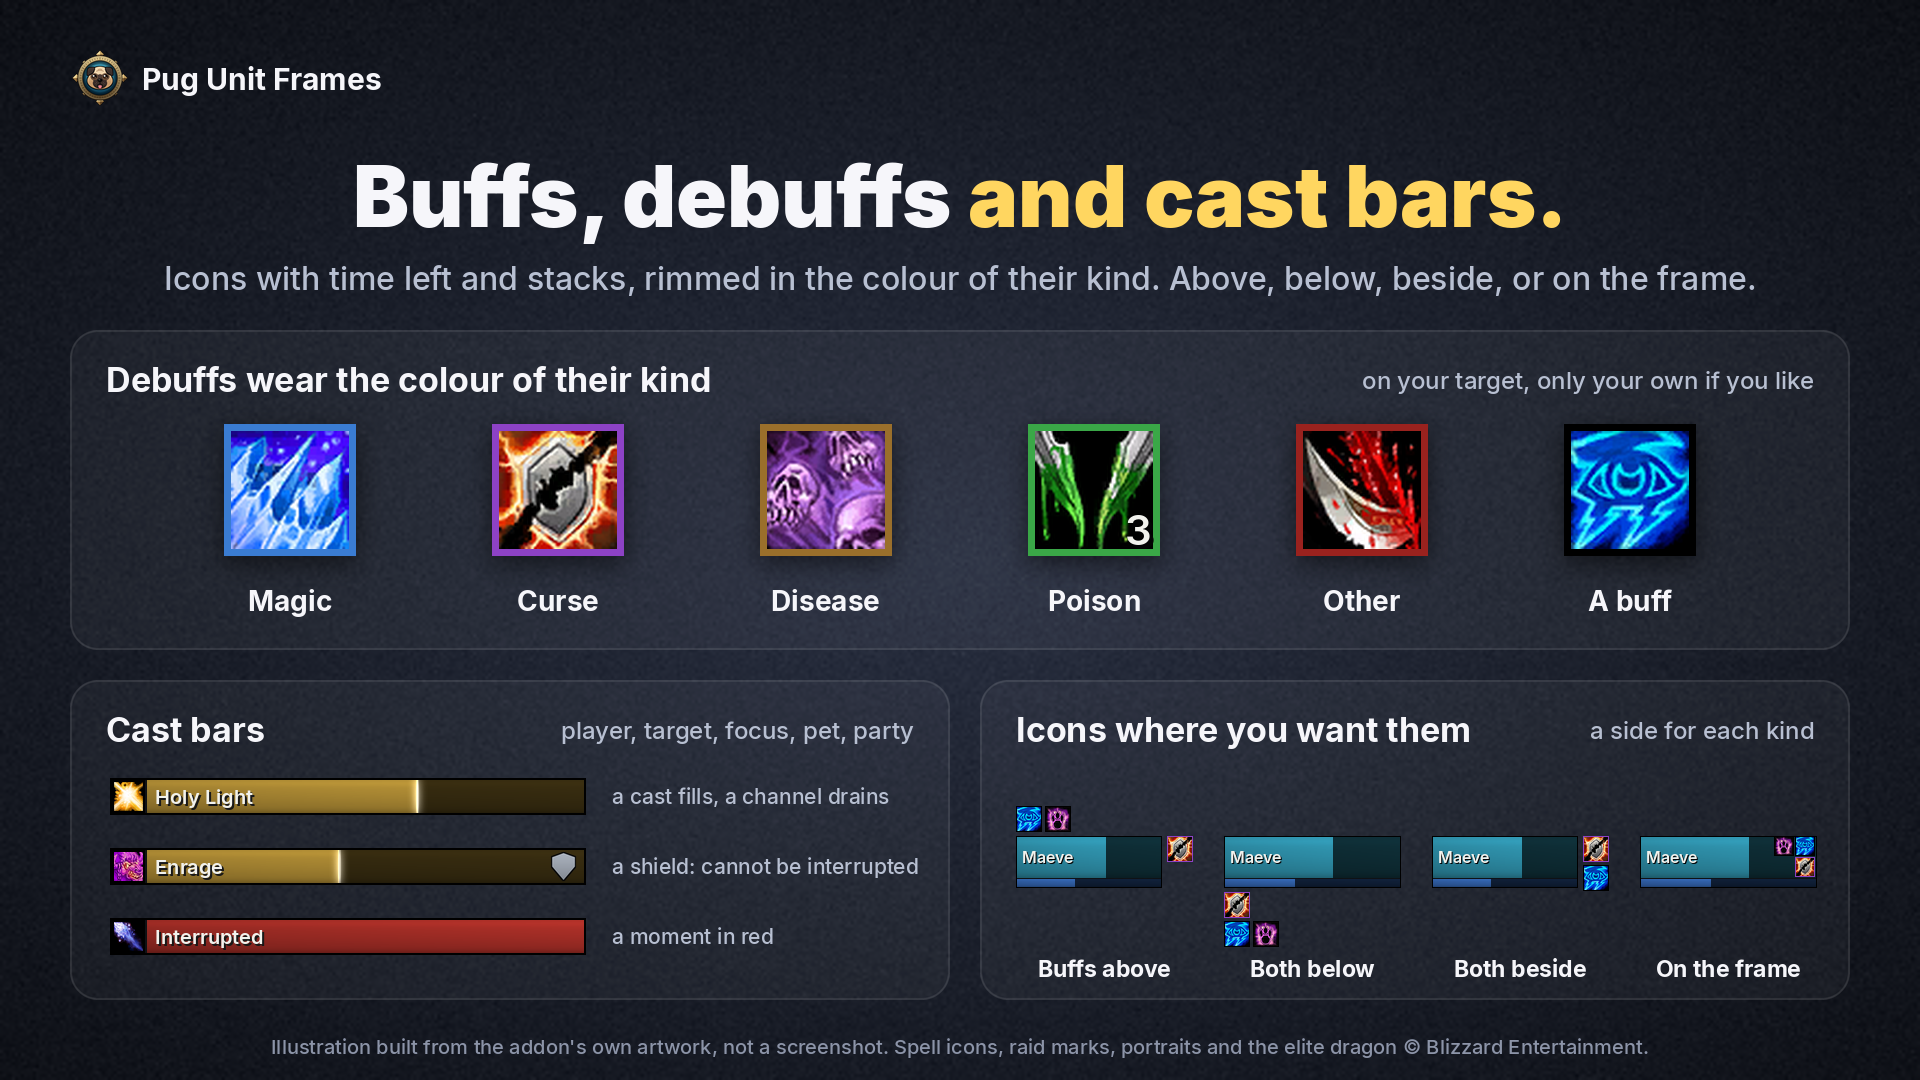 Pug Unit Frames
Buffs, debuffs and cast bars.
Icons with time left and stacks, rimmed in the colour of their kind. Above, below, beside, or on the frame.
Debuffs wear the colour of their kind
on your target, only your own if you like
3
Magic
Curse
Disease
Poison
Other
A buff
Cast bars
player, target, focus, pet, party
Holy Light
a cast fills, a channel drains
Enrage
a shield: cannot be interrupted
Interrupted
a moment in red
Icons where you want them
a side for each kind
Maeve
Maeve
Maeve
Maeve
Buffs above
Both below
Both beside
On the frame
Illustration built from the addon's own artwork, not a screenshot. Spell icons, raid marks, portraits and the elite dragon © Blizzard Entertainment.